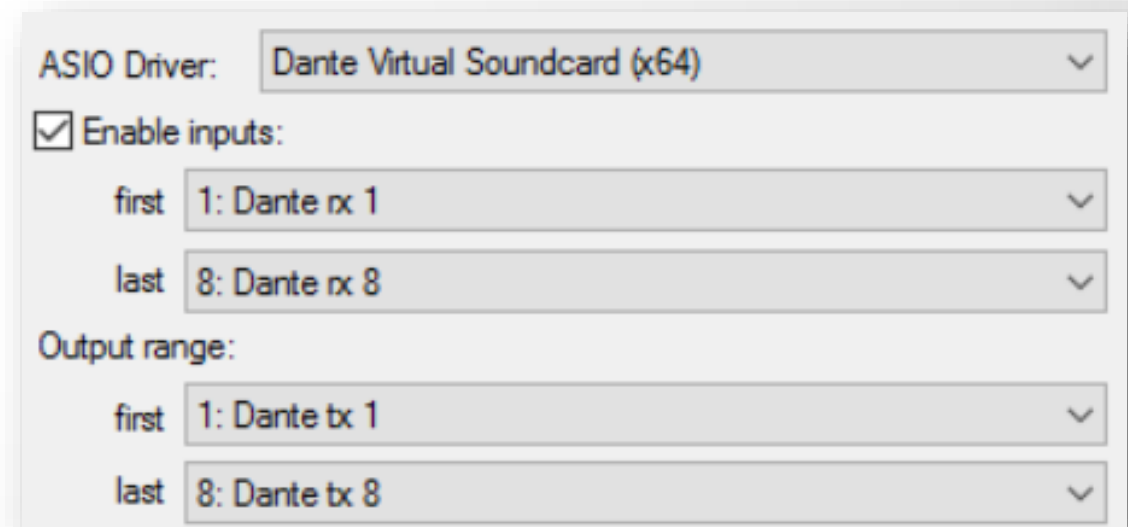 ASIO Driver: Dante Virtual Soundcard (x64)
Enable inputs:
first 1: Dante rx 1
last 8: Dante rx 8
Output range:
first 1: Dante tx 1
last 8: Dante tx 8